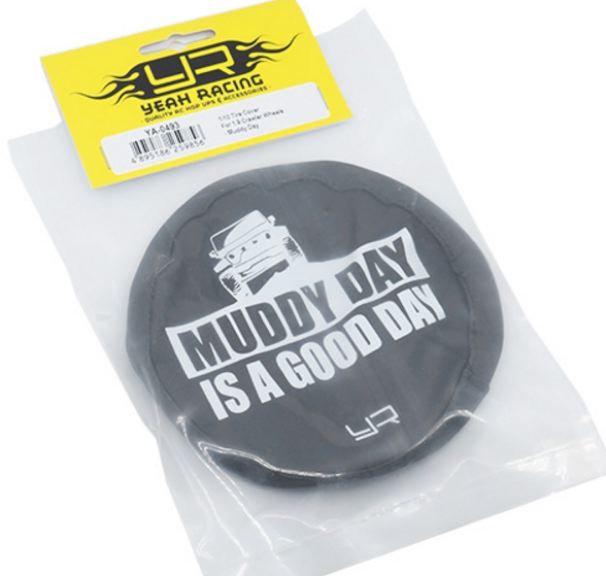 YR
YEAH RACING
QUALITY RC HOP UPS & ACCESSORIES
YA-0493
1/10 Tire Cover
For 1.9 Crawler Wheels
Muddy Day
4 895186 259856
MUDDY DAY
IS A GOOD DAY
YR